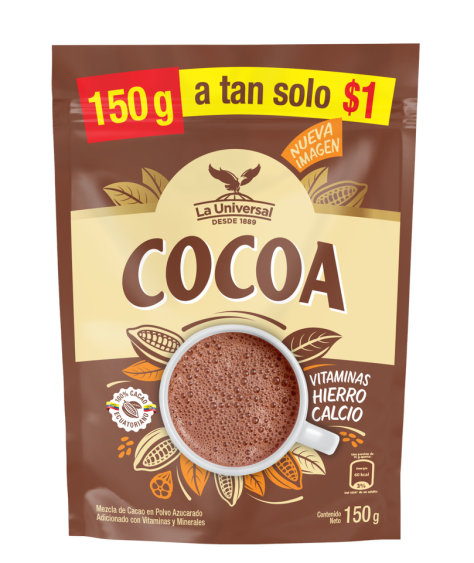 150g a tan solo $1
NUEVA
IMAGEN
La Universal
DESDE 1889
COCOA
VITAMINAS
HIERRO
CALCIO
100% CACAO
ECUATORIANO
Mezcla de Cacao en Polvo Azucarado
Adicionado con Vitaminas y Minerales
Contenido
Neto 150g